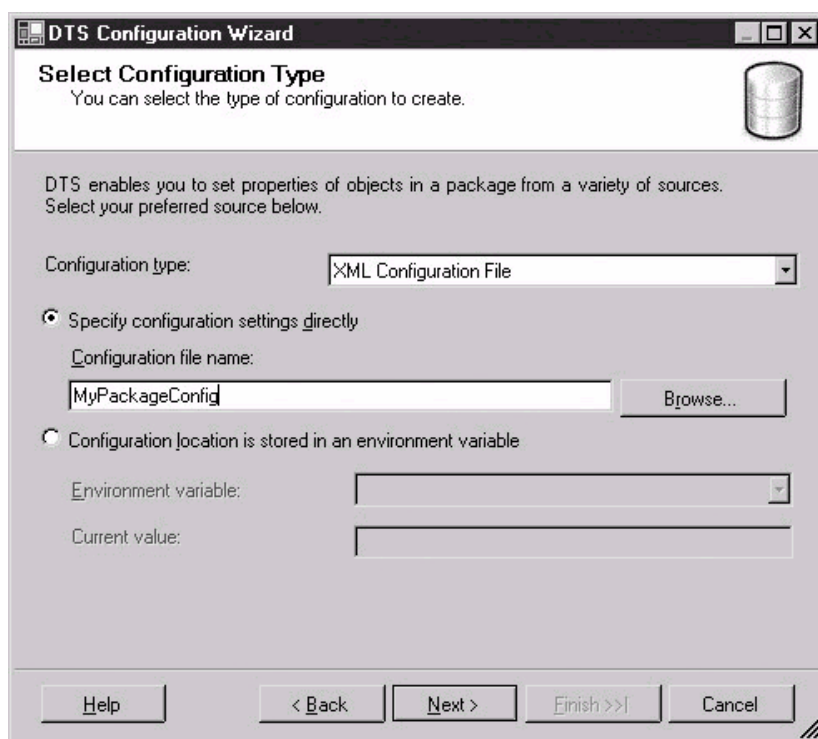 DTS Configuration Wizard
Select Configuration Type
You can select the type of configuration to create.
DTS enables you to set properties of objects in a package from a variety of sources.
Select your preferred source below.
Configuration type:
XML Configuration File
Specify configuration settings directly
Configuration file name:
MyPackageConfig
Browse...
Configuration location is stored in an environment variable
Environment variable:
Current value:
Help
< Back
Next >
Finish >>|
Cancel